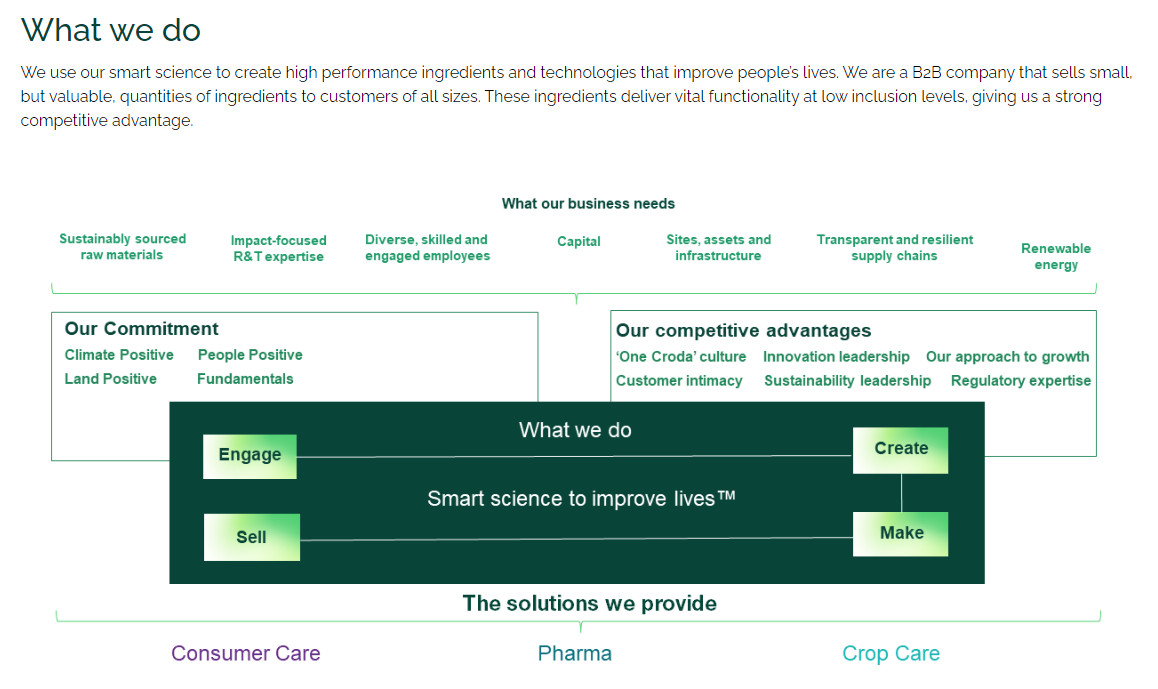 What we do
We use our smart science to create high performance ingredients and technologies that improve people's lives. We are a B2B company that sells small,
but valuable, quantities of ingredients to customers of all sizes. These ingredients deliver vital functionality at low inclusion levels, giving us a strong
competitive advantage.
What our business needs
Sustainably sourced
raw materials
Impact-focused
R&T expertise
Diverse, skilled and
engaged employees
Capital
Sites, assets and
infrastructure
Transparent and resilient
supply chains
Renewable
energy
Our Commitment
Climate Positive People Positive
Land Positive Fundamentals
Our competitive advantages
‘One Croda’ culture Innovation leadership Our approach to growth
Customer intimacy Sustainability leadership Regulatory expertise
What we do
Engage
Create
Smart science to improve lives™
Sell
Make
The solutions we provide
Consumer Care
Pharma
Crop Care